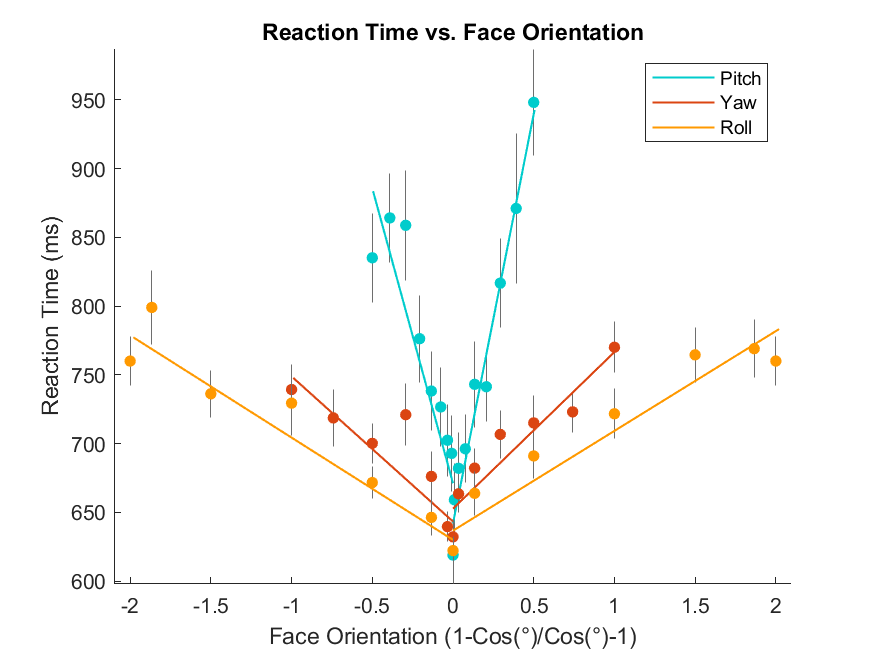 Reaction Time vs. Face Orientation
Pitch
Yaw
Roll
Reaction Time (ms)
950
900
850
800
750
700
650
600
-2 -1.5 -1 -0.5 0 0.5 1 1.5 2
Face Orientation (1-Cos(°)/Cos(°)-1)